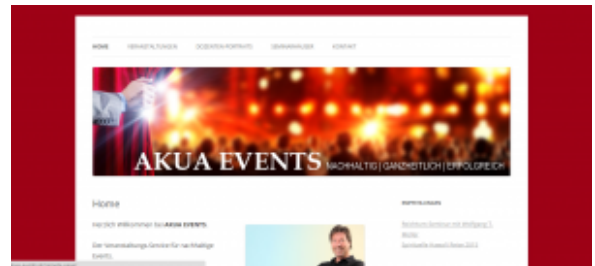 HOME VERANSTALTUNGEN DOZENTEN-PORTRAITS SEMINARHÄUSER KONTAKT
AKUA EVENTS NACHHALTIG | GANZHEITLICH | ERFOLGREICH
Home
EMPFEHLUNGEN
Herzlich Willkommen bei AKUA EVENTS.
Der Veranstaltungs-Service für nachhaltige
Events.